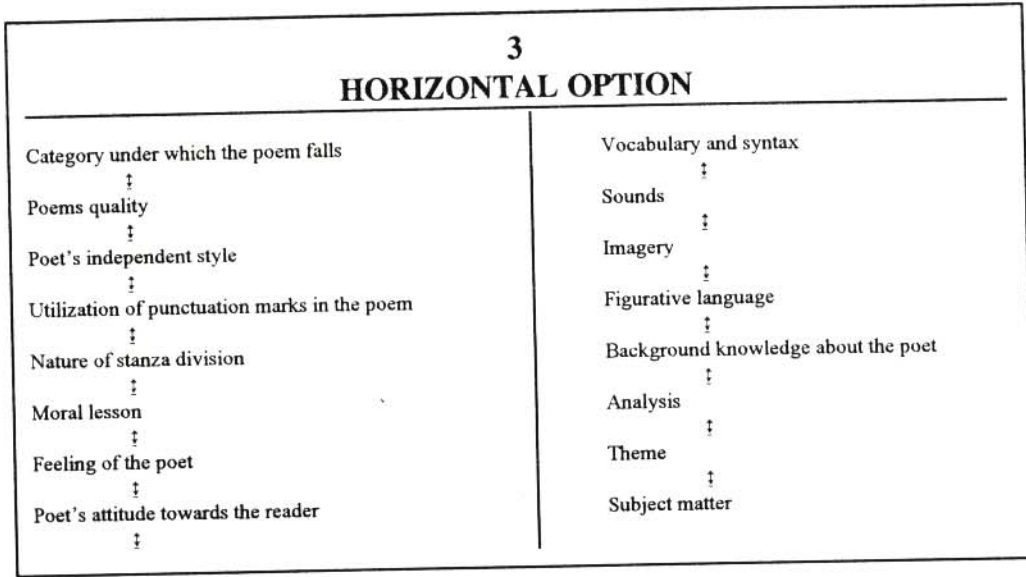 3
HORIZONTAL OPTION
Category under which the poem falls
↕
Poems quality
↕
Poet's independent style
↕
Utilization of punctuation marks in the poem
↕
Nature of stanza division
↕
Moral lesson
↕
Feeling of the poet
↕
Poet's attitude towards the reader
↕
Vocabulary and syntax
↕
Sounds
↕
Imagery
↕
Figurative language
↕
Background knowledge about the poet
↕
Analysis
↕
Theme
↕
Subject matter